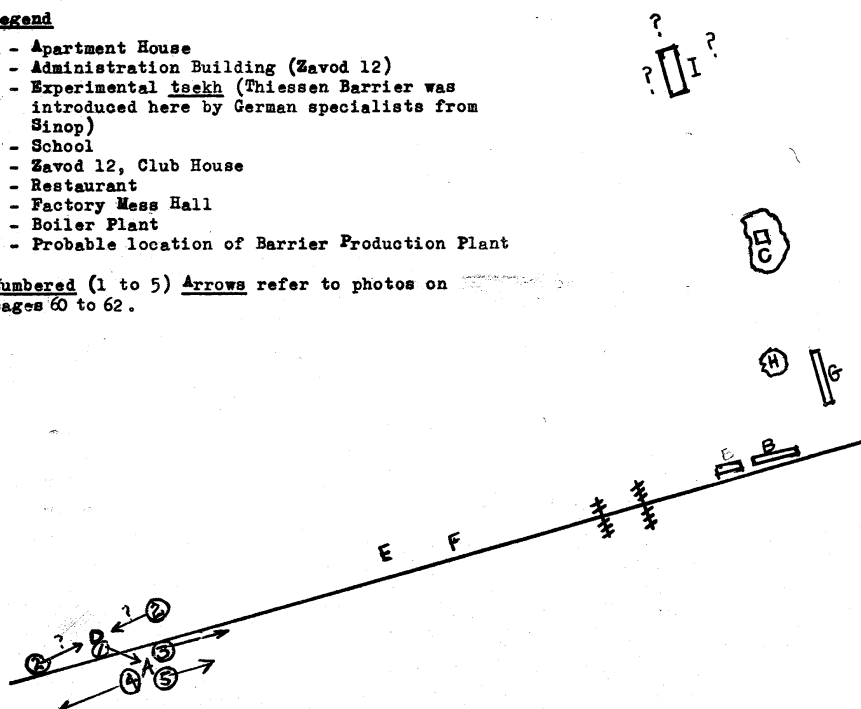 egend
- Apartment House
- Administration Building (Zavod 12)
- Experimental tsekh (Thiessen Barrier was
introduced here by German specialists from
Sinop)
- School
- Zavod 12, Club House
- Restaurant
- Factory Mess Hall
- Boiler Plant
- Probable location of Barrier Production Plant
umbered (1 to 5) Arrows refer to photos on
ages 60 to 62.
?
?
? I
C
H
G
B
E F
? 2
2 ? D
1 3
A
4 5